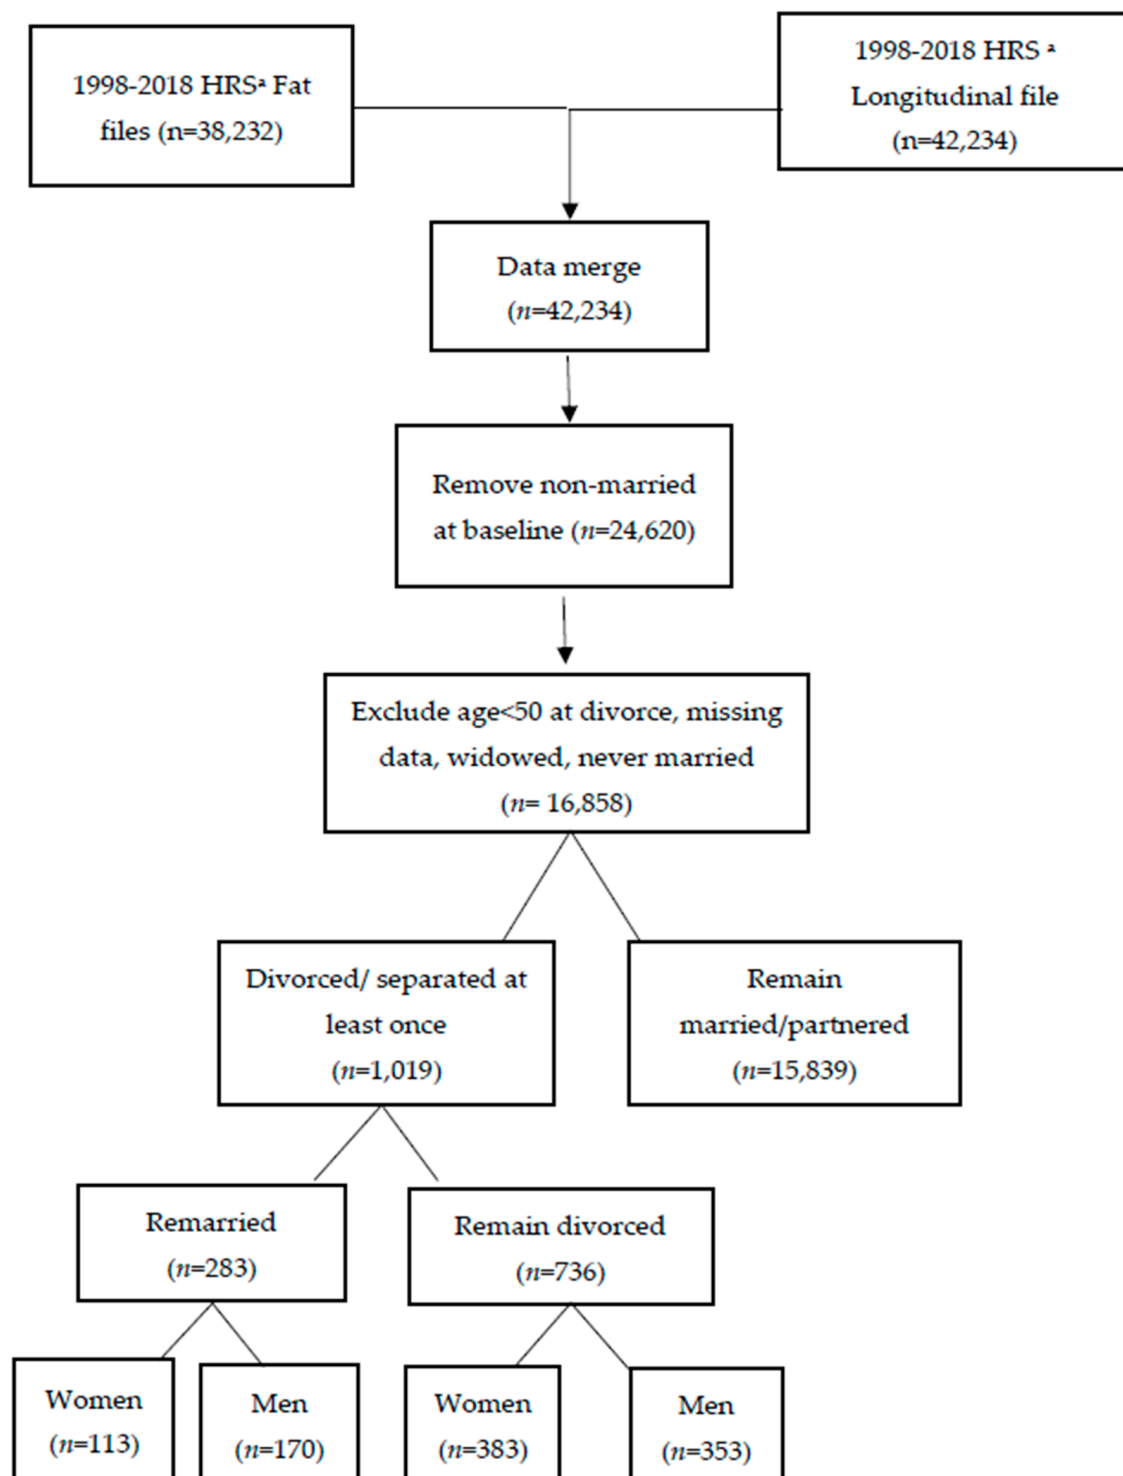 1998-2018 HRSᵃ Fat
files (n=38,232)
1998-2018 HRS ᵃ
Longitudinal file
(n=42,234)
Data merge
(n=42,234)
Remove non-married
at baseline (n=24,620)
Exclude age<50 at divorce, missing
data, widowed, never married
(n= 16,858)
Divorced/ separated at
least once
(n=1,019)
Remain
married/partnered
(n=15,839)
Remarried
(n=283)
Remain divorced
(n=736)
Women
(n=113)
Men
(n=170)
Women
(n=383)
Men
(n=353)